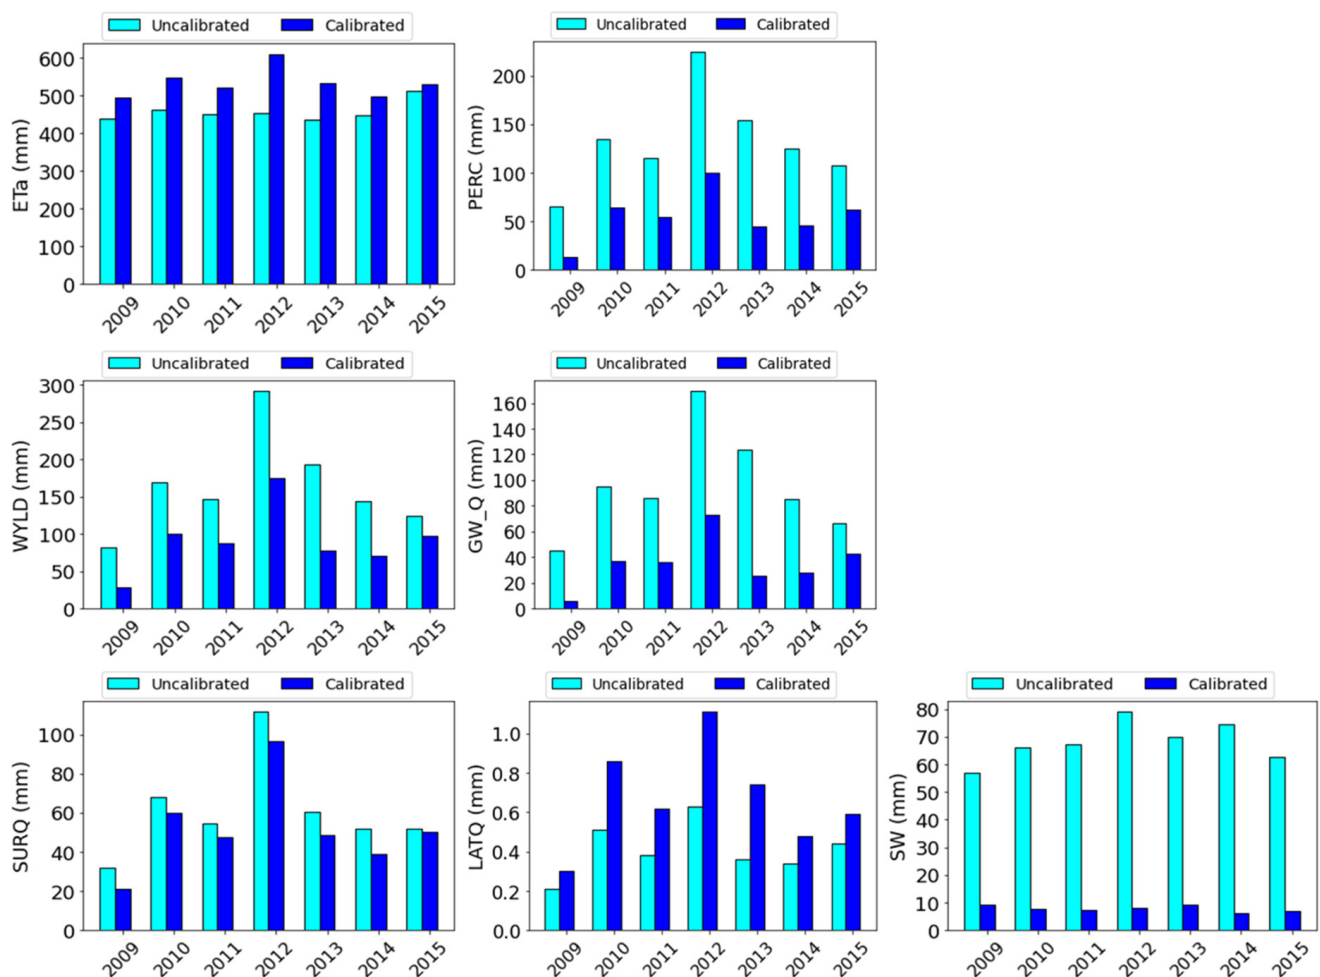 Uncalibrated Calibrated
ETa (mm)
600
500
400
300
200
100
0
2009 2010 2011 2012 2013 2014 2015
Uncalibrated Calibrated
PERC (mm)
200
150
100
50
0
2009 2010 2011 2012 2013 2014 2015
Uncalibrated Calibrated
WYLD (mm)
300
250
200
150
100
50
0
2009 2010 2011 2012 2013 2014 2015
Uncalibrated Calibrated
GW_Q (mm)
160
140
120
100
80
60
40
20
0
2009 2010 2011 2012 2013 2014 2015
Uncalibrated Calibrated
SURQ (mm)
100
80
60
40
20
0
2009 2010 2011 2012 2013 2014 2015
Uncalibrated Calibrated
LATQ (mm)
1.0
0.8
0.6
0.4
0.2
0.0
2009 2010 2011 2012 2013 2014 2015
Uncalibrated Calibrated
SW (mm)
80
70
60
50
40
30
20
10
0
2009 2010 2011 2012 2013 2014 2015